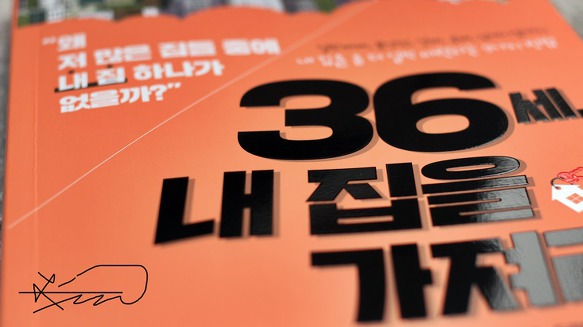 "왜
저 많은 집들 중에
내 집 하나가
없을까?"
36세,
내 집을
가져